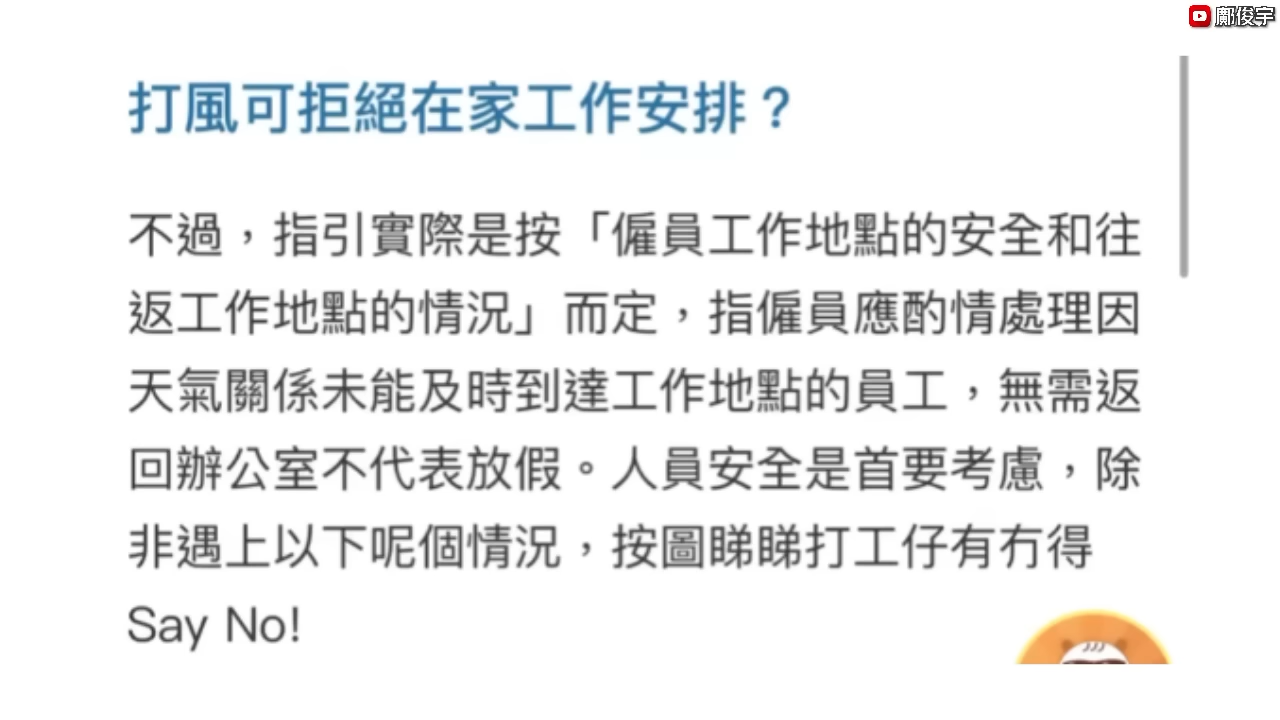 鄺俊宇
打風可拒絕在家工作安排？
不過，指引實際是按「僱員工作地點的安全和往
返工作地點的情況」而定，指僱員應酌情處理因
天氣關係未能及時到達工作地點的員工，無需返
回辦公室不代表放假。人員安全是首要考慮，除
非遇上以下呢個情況，按圖睇睇打工仔有冇得
Say No!